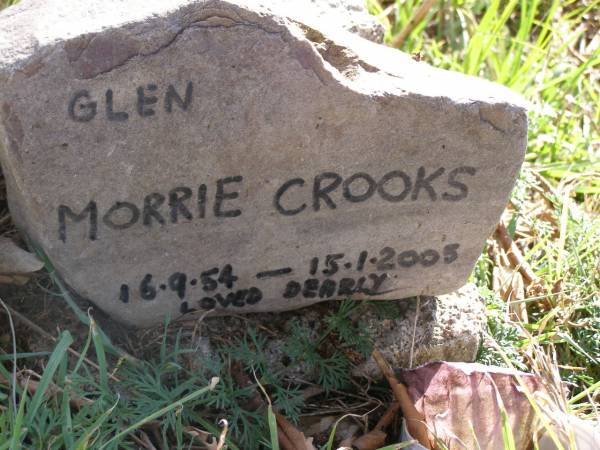 GLEN
MORRIE CROOKS
16.9.54 — 15.1.2005
LOVED DEARLY